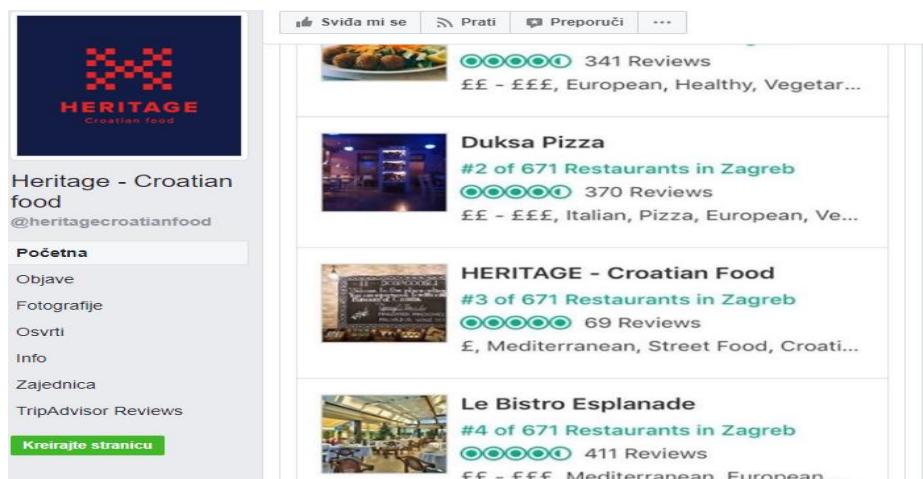 HERITAGE
Croatian food
Heritage - Croatian
food
@heritagecroatianfood
Početna
Objave
Fotografije
Osvrti
Info
Zajednica
TripAdvisor Reviews
Kreirajte stranicu
Sviđa mi se
Prati
Preporuči
...
341 Reviews
££ - £££, European, Healthy, Vegetar...
Duksa Pizza
#2 of 671 Restaurants in Zagreb
370 Reviews
££ - £££, Italian, Pizza, European, Ve...
HERITAGE - Croatian Food
#3 of 671 Restaurants in Zagreb
69 Reviews
£, Mediterranean, Street Food, Croati...
Le Bistro Esplanade
#4 of 671 Restaurants in Zagreb
411 Reviews
££ - £££, Mediterranean, European,